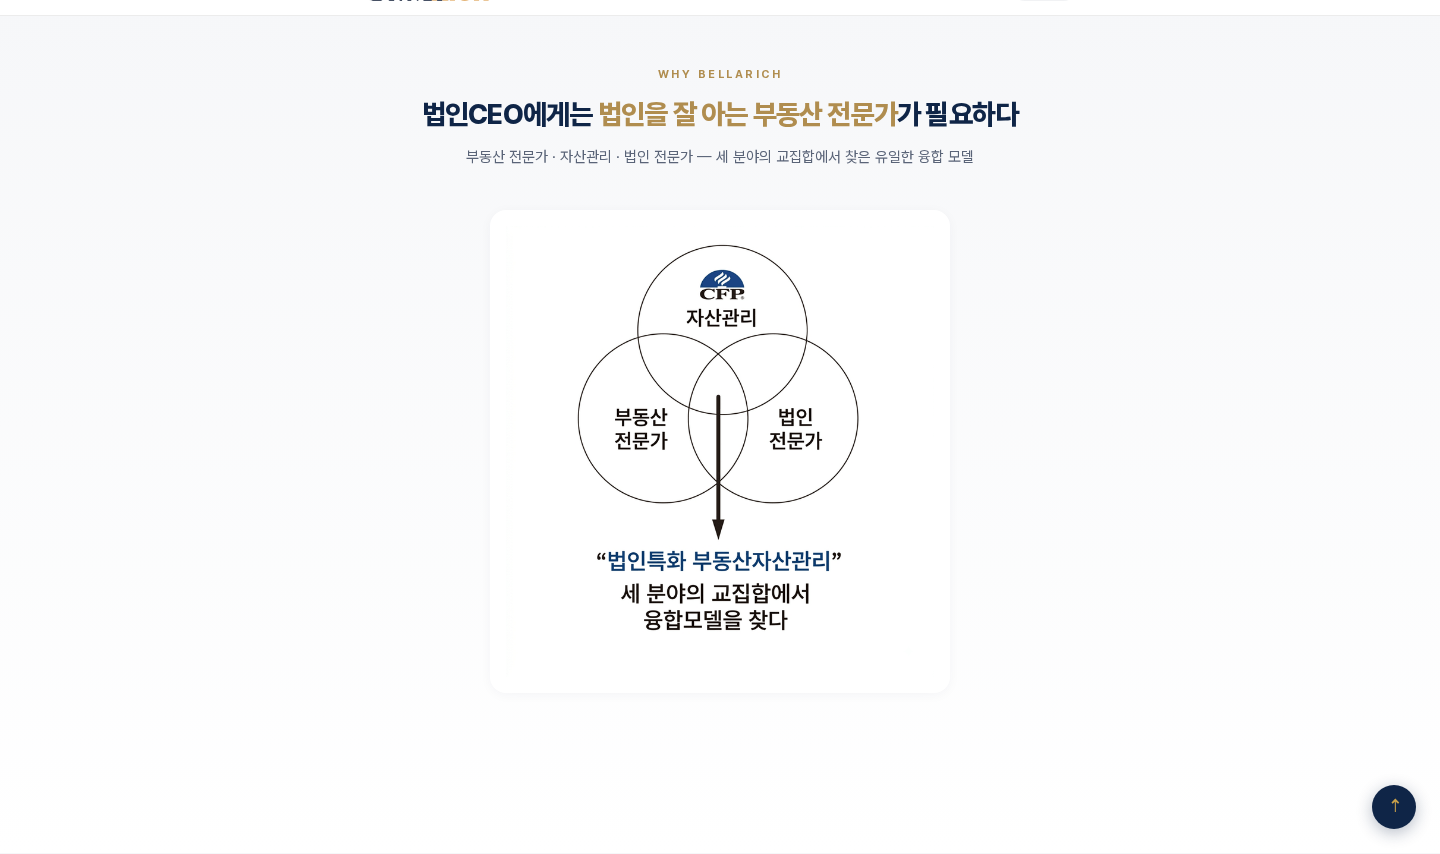 WHY BELLARICH
법인CEO에게는 법인을 잘 아는 부동산 전문가가 필요하다
부동산 전문가 · 자산관리 · 법인 전문가 — 세 분야의 교집합에서 찾은 유일한 융합 모델
CFP®
자산관리
부동산
전문가
법인
전문가
“법인특화 부동산자산관리”
세 분야의 교집합에서
융합모델을 찾다
↑